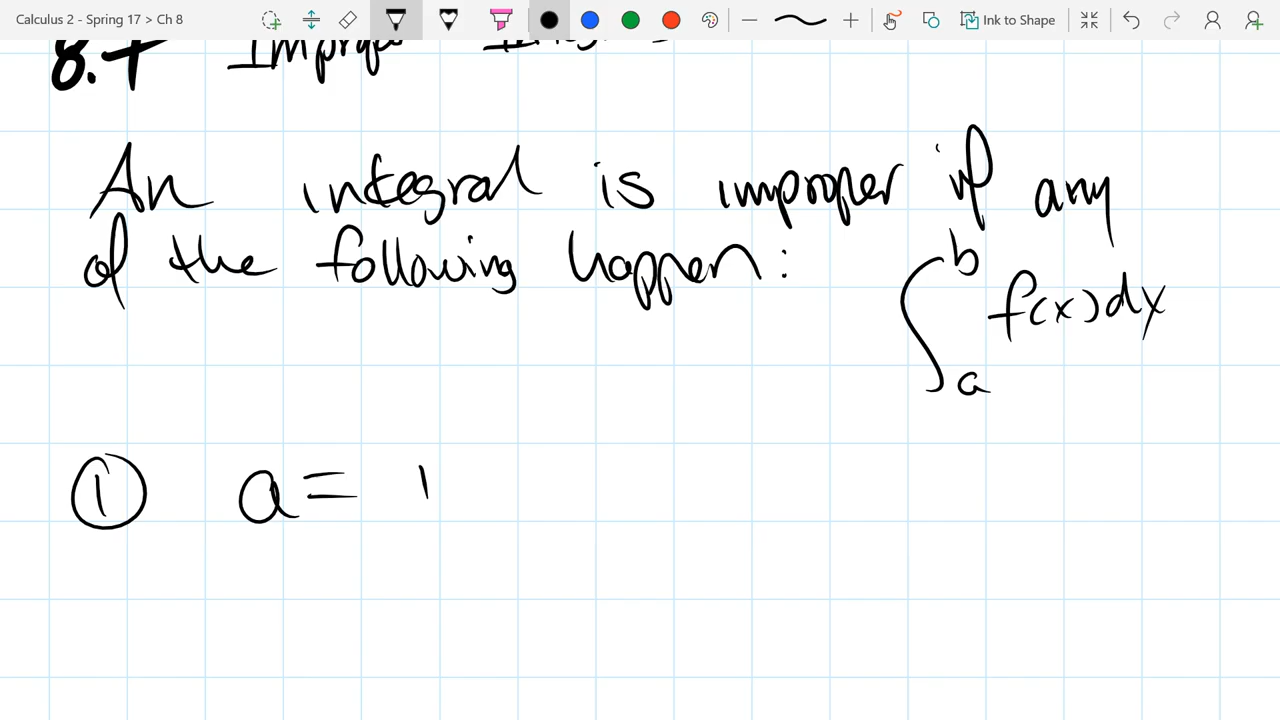 Calculus 2 - Spring 17 > Ch 8
Ink to Shape
An integral is improper if any
of the following happen:
b
∫ f(x)dx
a
① a =